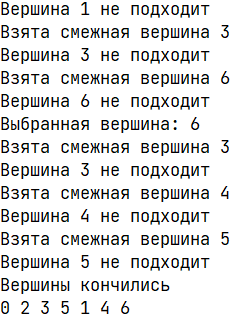 Вершина 1 не подходит
Взята смежная вершина 3
Вершина 3 не подходит
Взята смежная вершина 6
Вершина 6 не подходит
Выбранная вершина: 6
Взята смежная вершина 3
Вершина 3 не подходит
Взята смежная вершина 4
Вершина 4 не подходит
Взята смежная вершина 5
Вершина 5 не подходит
Вершины кончились
0 2 3 5 1 4 6